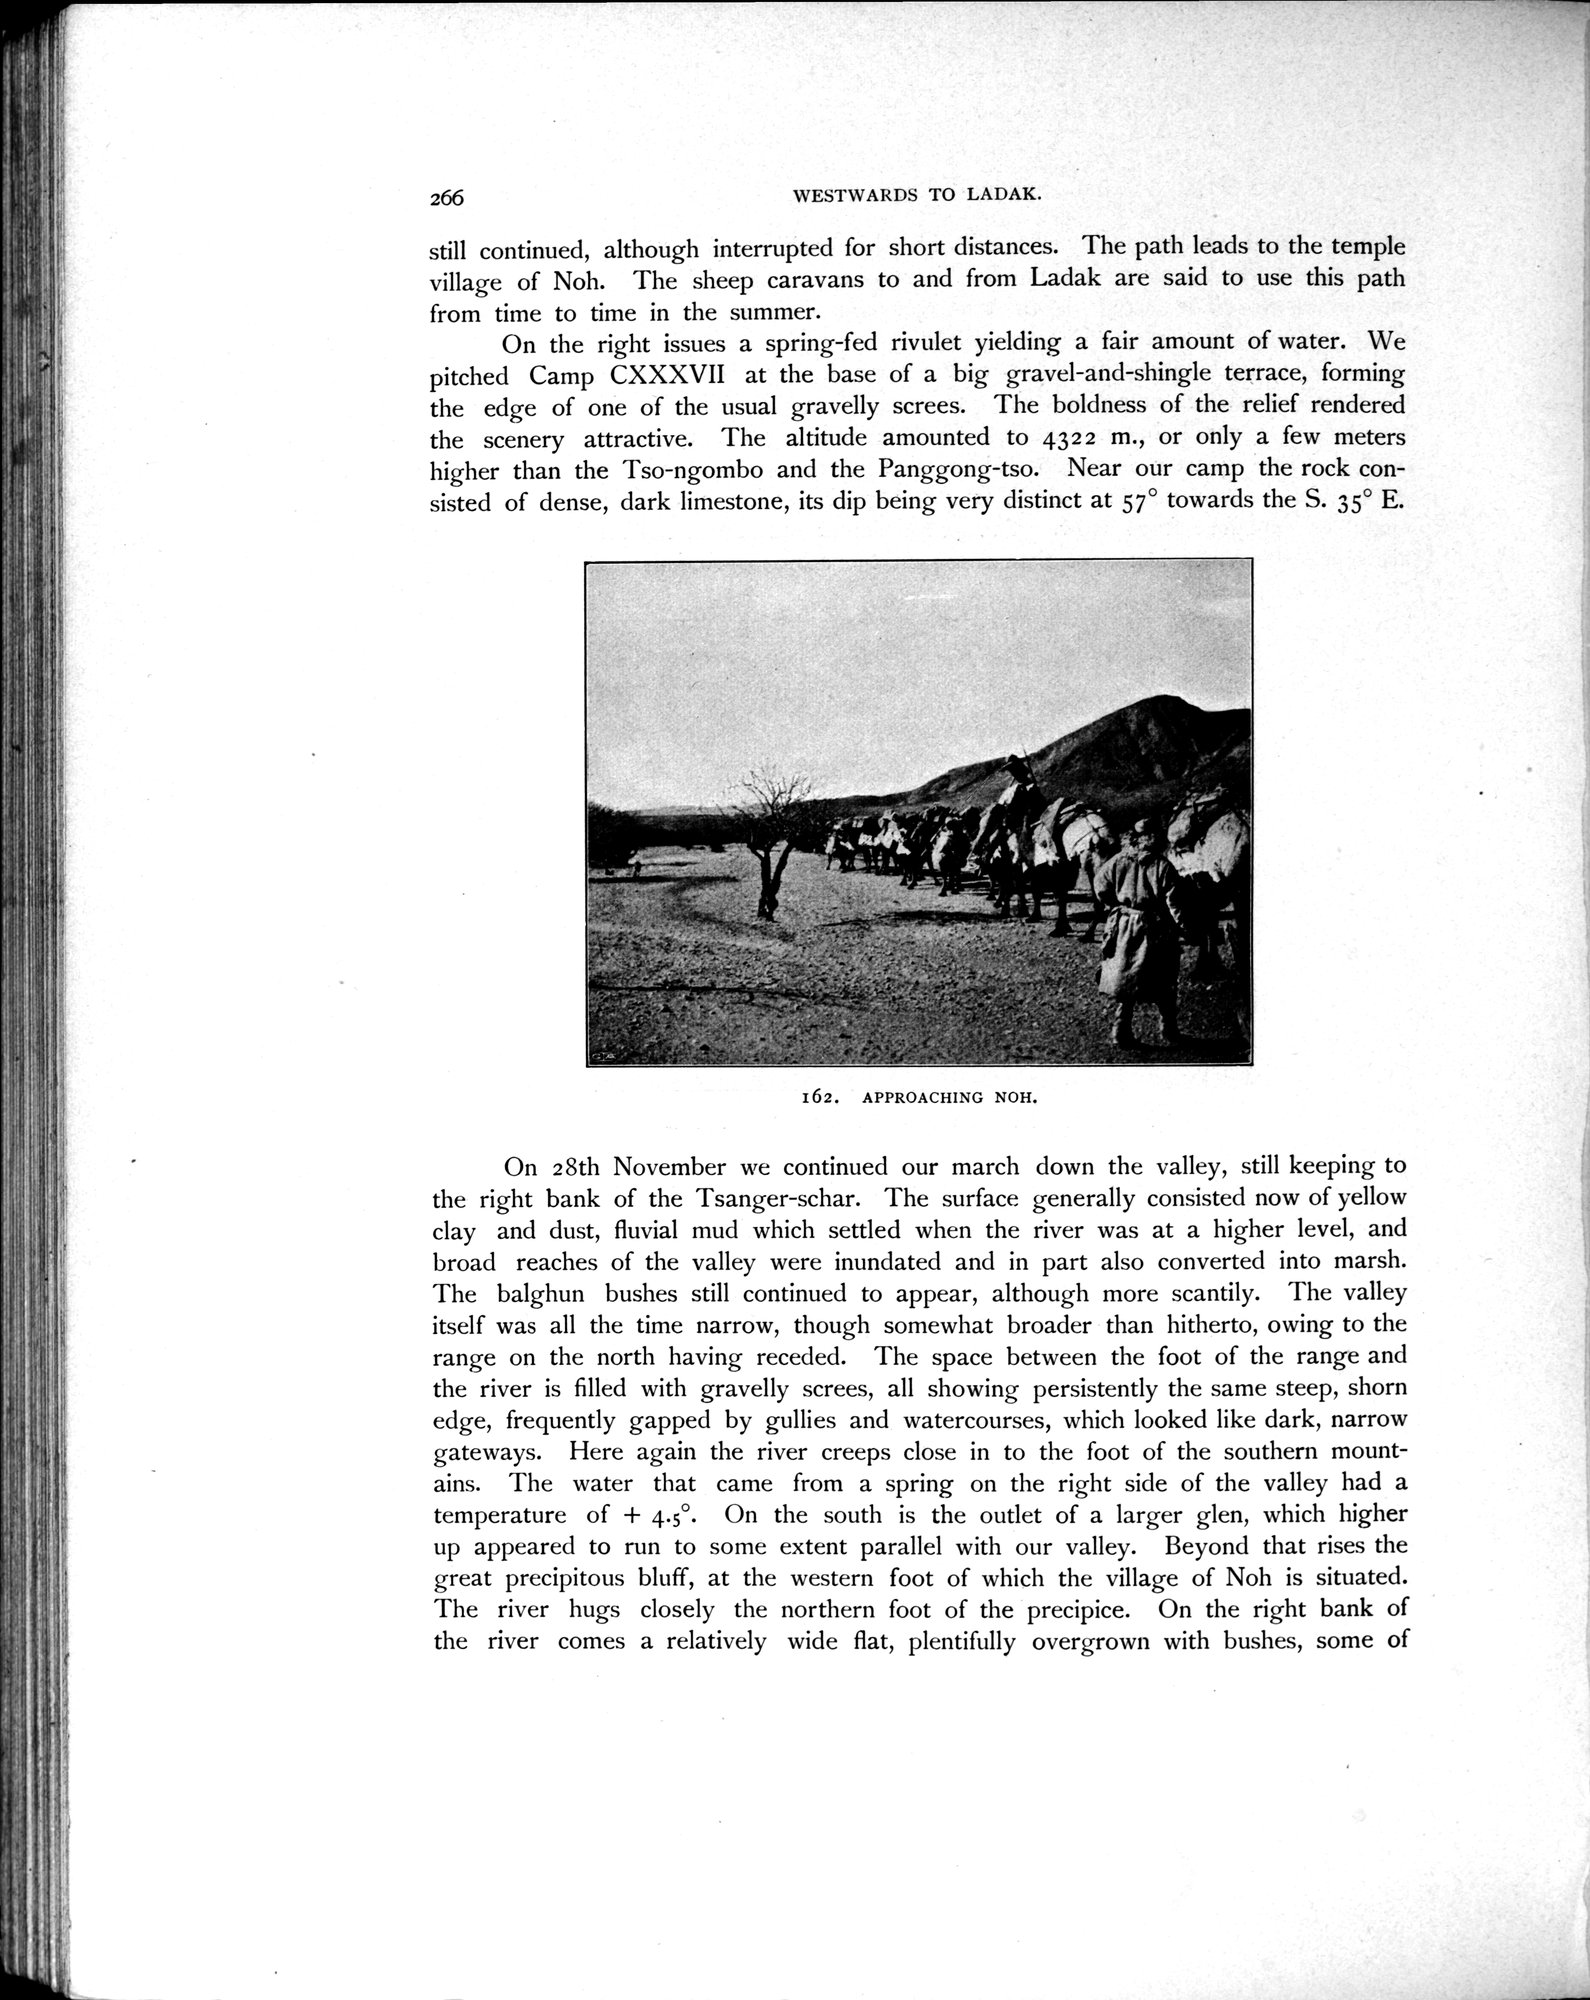 266
WESTWARDS TO LADAK.
still continued, although interrupted for short distances. The path leads to the temple
village of Noh. The sheep caravans to and from Ladak are said to use this path
from time to time in the summer.
On the right issues a spring-fed rivulet yielding a fair amount of water. We
pitched Camp CXXXVII at the base of a big gravel-and-shingle terrace, forming
the edge of one of the usual gravelly screes. The boldness of the relief rendered
the scenery attractive. The altitude amounted to 4322 m., or only a few meters
higher than the Tso-ngombo and the Panggong-tso. Near our camp the rock con-
sisted of dense, dark limestone, its dip being very distinct at 57° towards the S. 35° E.
162. APPROACHING NOH.
On 28th November we continued our march down the valley, still keeping to
the right bank of the Tsanger-schar. The surface generally consisted now of yellow
clay and dust, fluvial mud which settled when the river was at a higher level, and
broad reaches of the valley were inundated and in part also converted into marsh.
The balghun bushes still continued to appear, although more scantily. The valley
itself was all the time narrow, though somewhat broader than hitherto, owing to the
range on the north having receded. The space between the foot of the range and
the river is filled with gravelly screes, all showing persistently the same steep, shorn
edge, frequently gapped by gullies and watercourses, which looked like dark, narrow
gateways. Here again the river creeps close in to the foot of the southern mount-
ains. The water that came from a spring on the right side of the valley had a
temperature of + 4.5°. On the south is the outlet of a larger glen, which higher
up appeared to run to some extent parallel with our valley. Beyond that rises the
great precipitous bluff, at the western foot of which the village of Noh is situated.
The river hugs closely the northern foot of the precipice. On the right bank of
the river comes a relatively wide flat, plentifully overgrown with bushes, some of